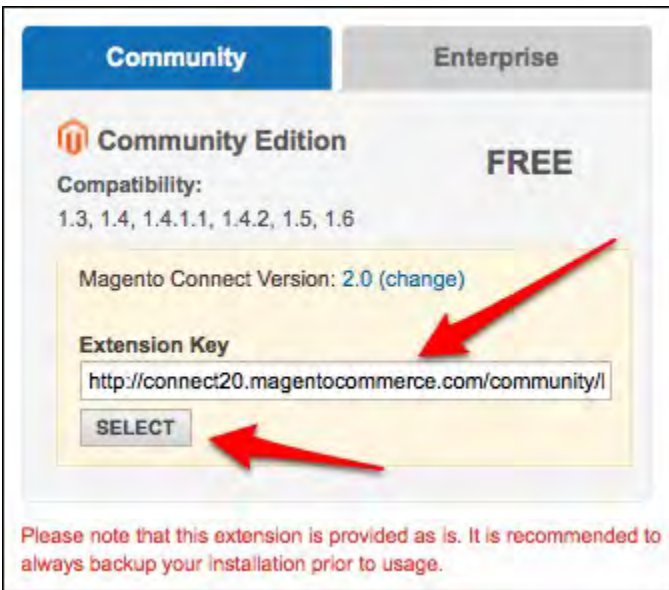 Community
Enterprise
Community Edition
FREE
Compatibility:
1.3, 1.4, 1.4.1.1, 1.4.2, 1.5, 1.6
Magento Connect Version: 2.0 (change)
Extension Key
http://connect20.magentocommerce.com/community/
SELECT
Please note that this extension is provided as is. It is recommended to
always backup your installation prior to usage.